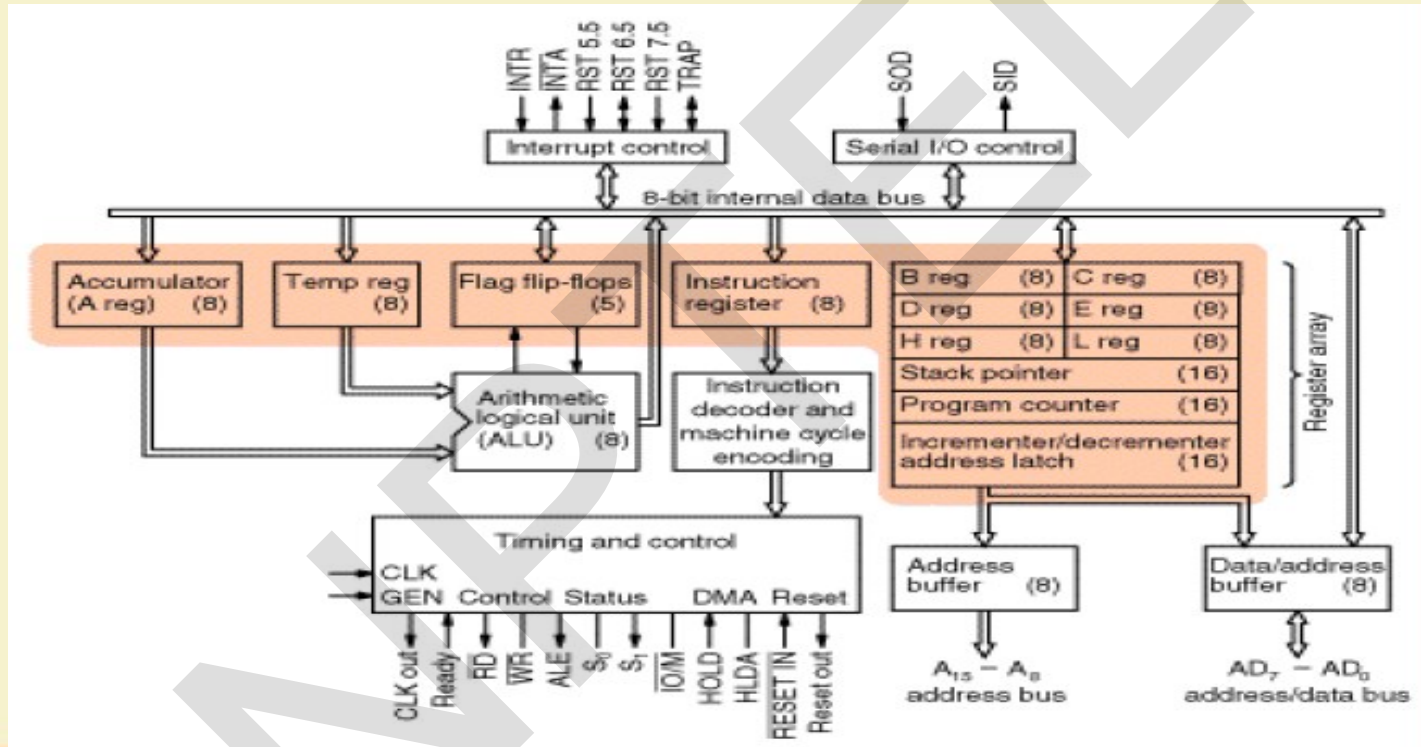 INTR
INTA
RST 5.5
RST 6.5
RST 7.5
TRAP
SOD
SID
Interrupt control
Serial I/O control
8-bit internal data bus
Accumulator
(A reg) (8)
Temp reg
(8)
Flag flip-flops
(5)
Instruction
register (8)
B reg (8) C reg (8)
D reg (8) E reg (8)
H reg (8) L reg (8)
Stack pointer (16)
Program counter (16)
Incrementer/decrementer
address latch (16)
Register array
Arithmetic
logical unit
(ALU) (8)
Instruction
decoder and
machine cycle
encoding
Timing and control
CLK
GEN Control Status DMA Reset
Address
buffer (8)
Data/address
buffer (8)
CLK out
Ready
RD
WR
ALE
S₀
S₁
IO/M
HOLD
HLDA
RESET IN
Reset out
A₁₅ – A₈
address bus
AD₇ – AD₀
address/data bus
NPTEL